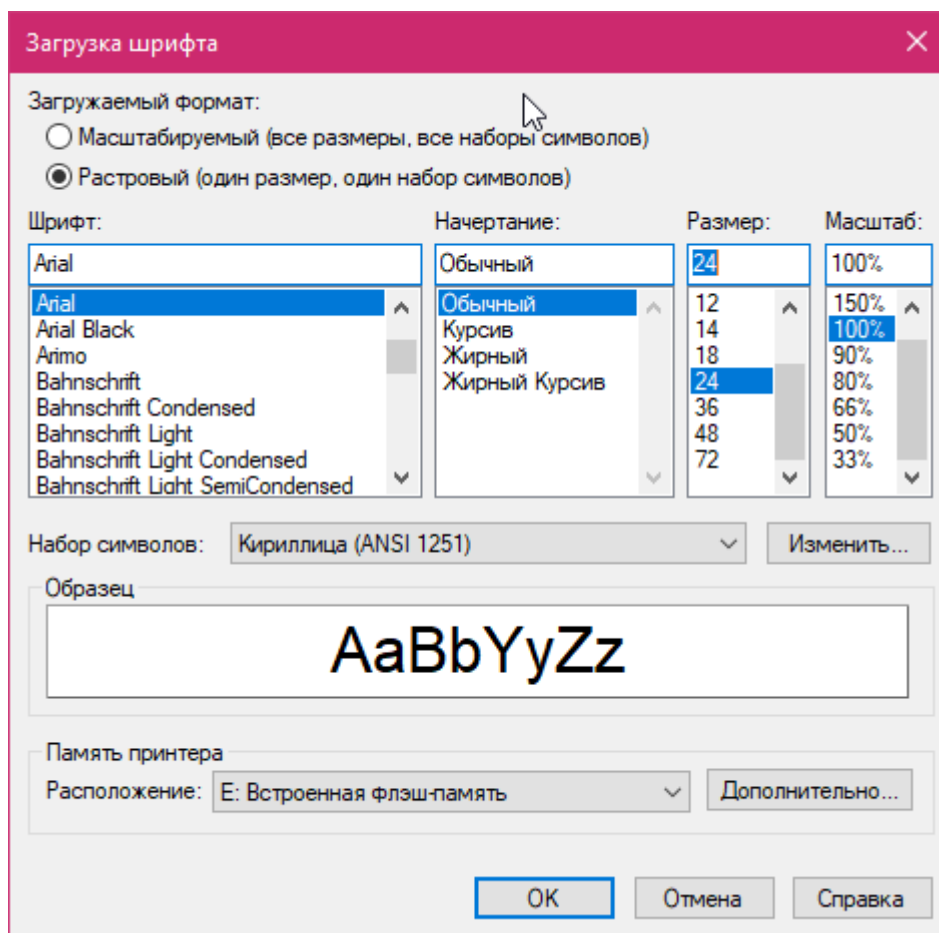 Загрузка шрифта
Загружаемый формат:
Масштабируемый (все размеры, все наборы символов)
Растровый (один размер, один набор символов)
Шрифт: Начертание: Размер: Масштаб:
Arial Обычный 24 100%
Arial Обычный 12 150%
Arial Black Курсив 14 100%
Arimo Жирный 18 90%
Bahnschrift Жирный Курсив 24 80%
Bahnschrift Condensed 36 66%
Bahnschrift Light 48 50%
Bahnschrift Light Condensed 72 33%
Bahnschrift Light SemiCondensed
Набор символов: Кириллица (ANSI 1251) Изменить...
Образец
AaBbYyZz
Память принтера
Расположение: E: Встроенная флэш-память Дополнительно...
OK Отмена Справка